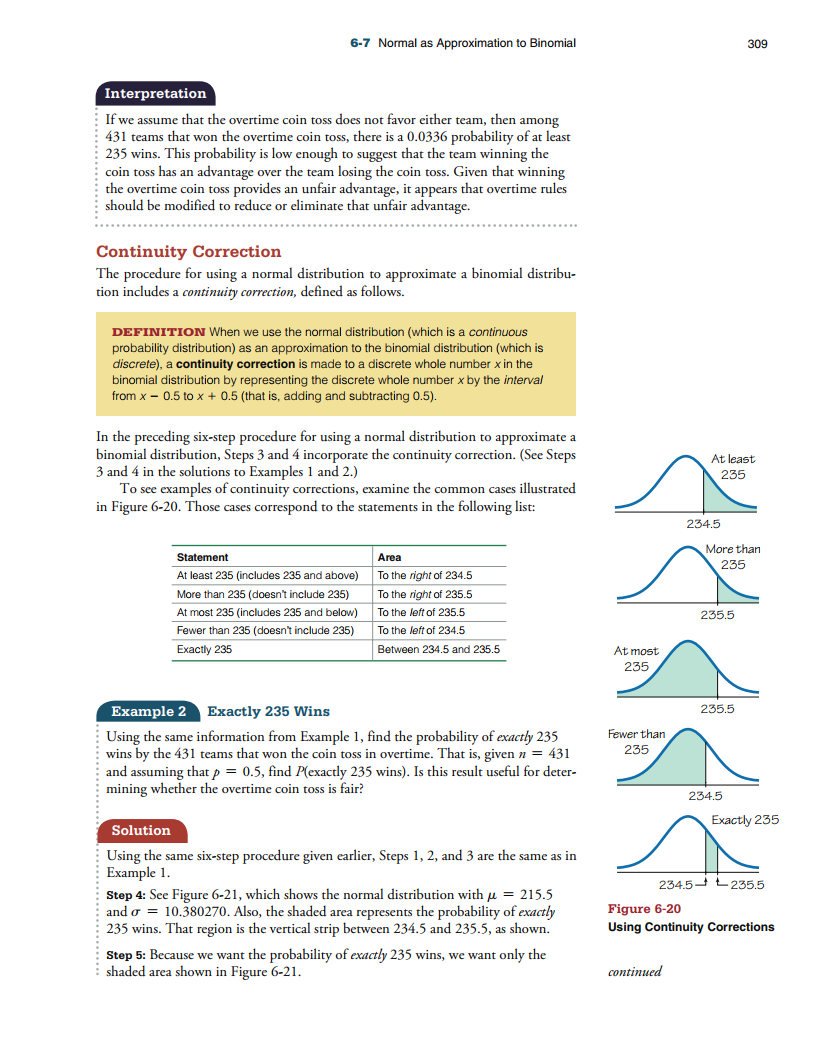 6-7 Normal as Approximation to Binomial 309
Interpretation
If we assume that the overtime coin toss does not favor either team, then among
431 teams that won the overtime coin toss, there is a 0.0336 probability of at least
235 wins. This probability is low enough to suggest that the team winning the
coin toss has an advantage over the team losing the coin toss. Given that winning
the overtime coin toss provides an unfair advantage, it appears that overtime rules
should be modified to reduce or eliminate that unfair advantage.
Continuity Correction
The procedure for using a normal distribution to approximate a binomial distribu-
tion includes a continuity correction, defined as follows.
DEFINITION When we use the normal distribution (which is a continuous
probability distribution) as an approximation to the binomial distribution (which is
discrete), a continuity correction is made to a discrete whole number x in the
binomial distribution by representing the discrete whole number x by the interval
from x − 0.5 to x + 0.5 (that is, adding and subtracting 0.5).
In the preceding six-step procedure for using a normal distribution to approximate a
binomial distribution, Steps 3 and 4 incorporate the continuity correction. (See Steps
3 and 4 in the solutions to Examples 1 and 2.)
To see examples of continuity corrections, examine the common cases illustrated
in Figure 6-20. Those cases correspond to the statements in the following list:
Statement Area
At least 235 (includes 235 and above) To the right of 234.5
More than 235 (doesn't include 235) To the right of 235.5
At most 235 (includes 235 and below) To the left of 235.5
Fewer than 235 (doesn't include 235) To the left of 234.5
Exactly 235 Between 234.5 and 235.5
Example 2 Exactly 235 Wins
Using the same information from Example 1, find the probability of exactly 235
wins by the 431 teams that won the coin toss in overtime. That is, given n = 431
and assuming that p = 0.5, find P(exactly 235 wins). Is this result useful for deter-
mining whether the overtime coin toss is fair?
Solution
Using the same six-step procedure given earlier, Steps 1, 2, and 3 are the same as in
Example 1.
Step 4: See Figure 6-21, which shows the normal distribution with μ = 215.5
and σ = 10.380270. Also, the shaded area represents the probability of exactly
235 wins. That region is the vertical strip between 234.5 and 235.5, as shown.
Step 5: Because we want the probability of exactly 235 wins, we want only the
shaded area shown in Figure 6-21.
At least
235
234.5
More than
235
235.5
At most
235
235.5
Fewer than
235
234.5
Exactly 235
234.5 235.5
Figure 6-20
Using Continuity Corrections
continued